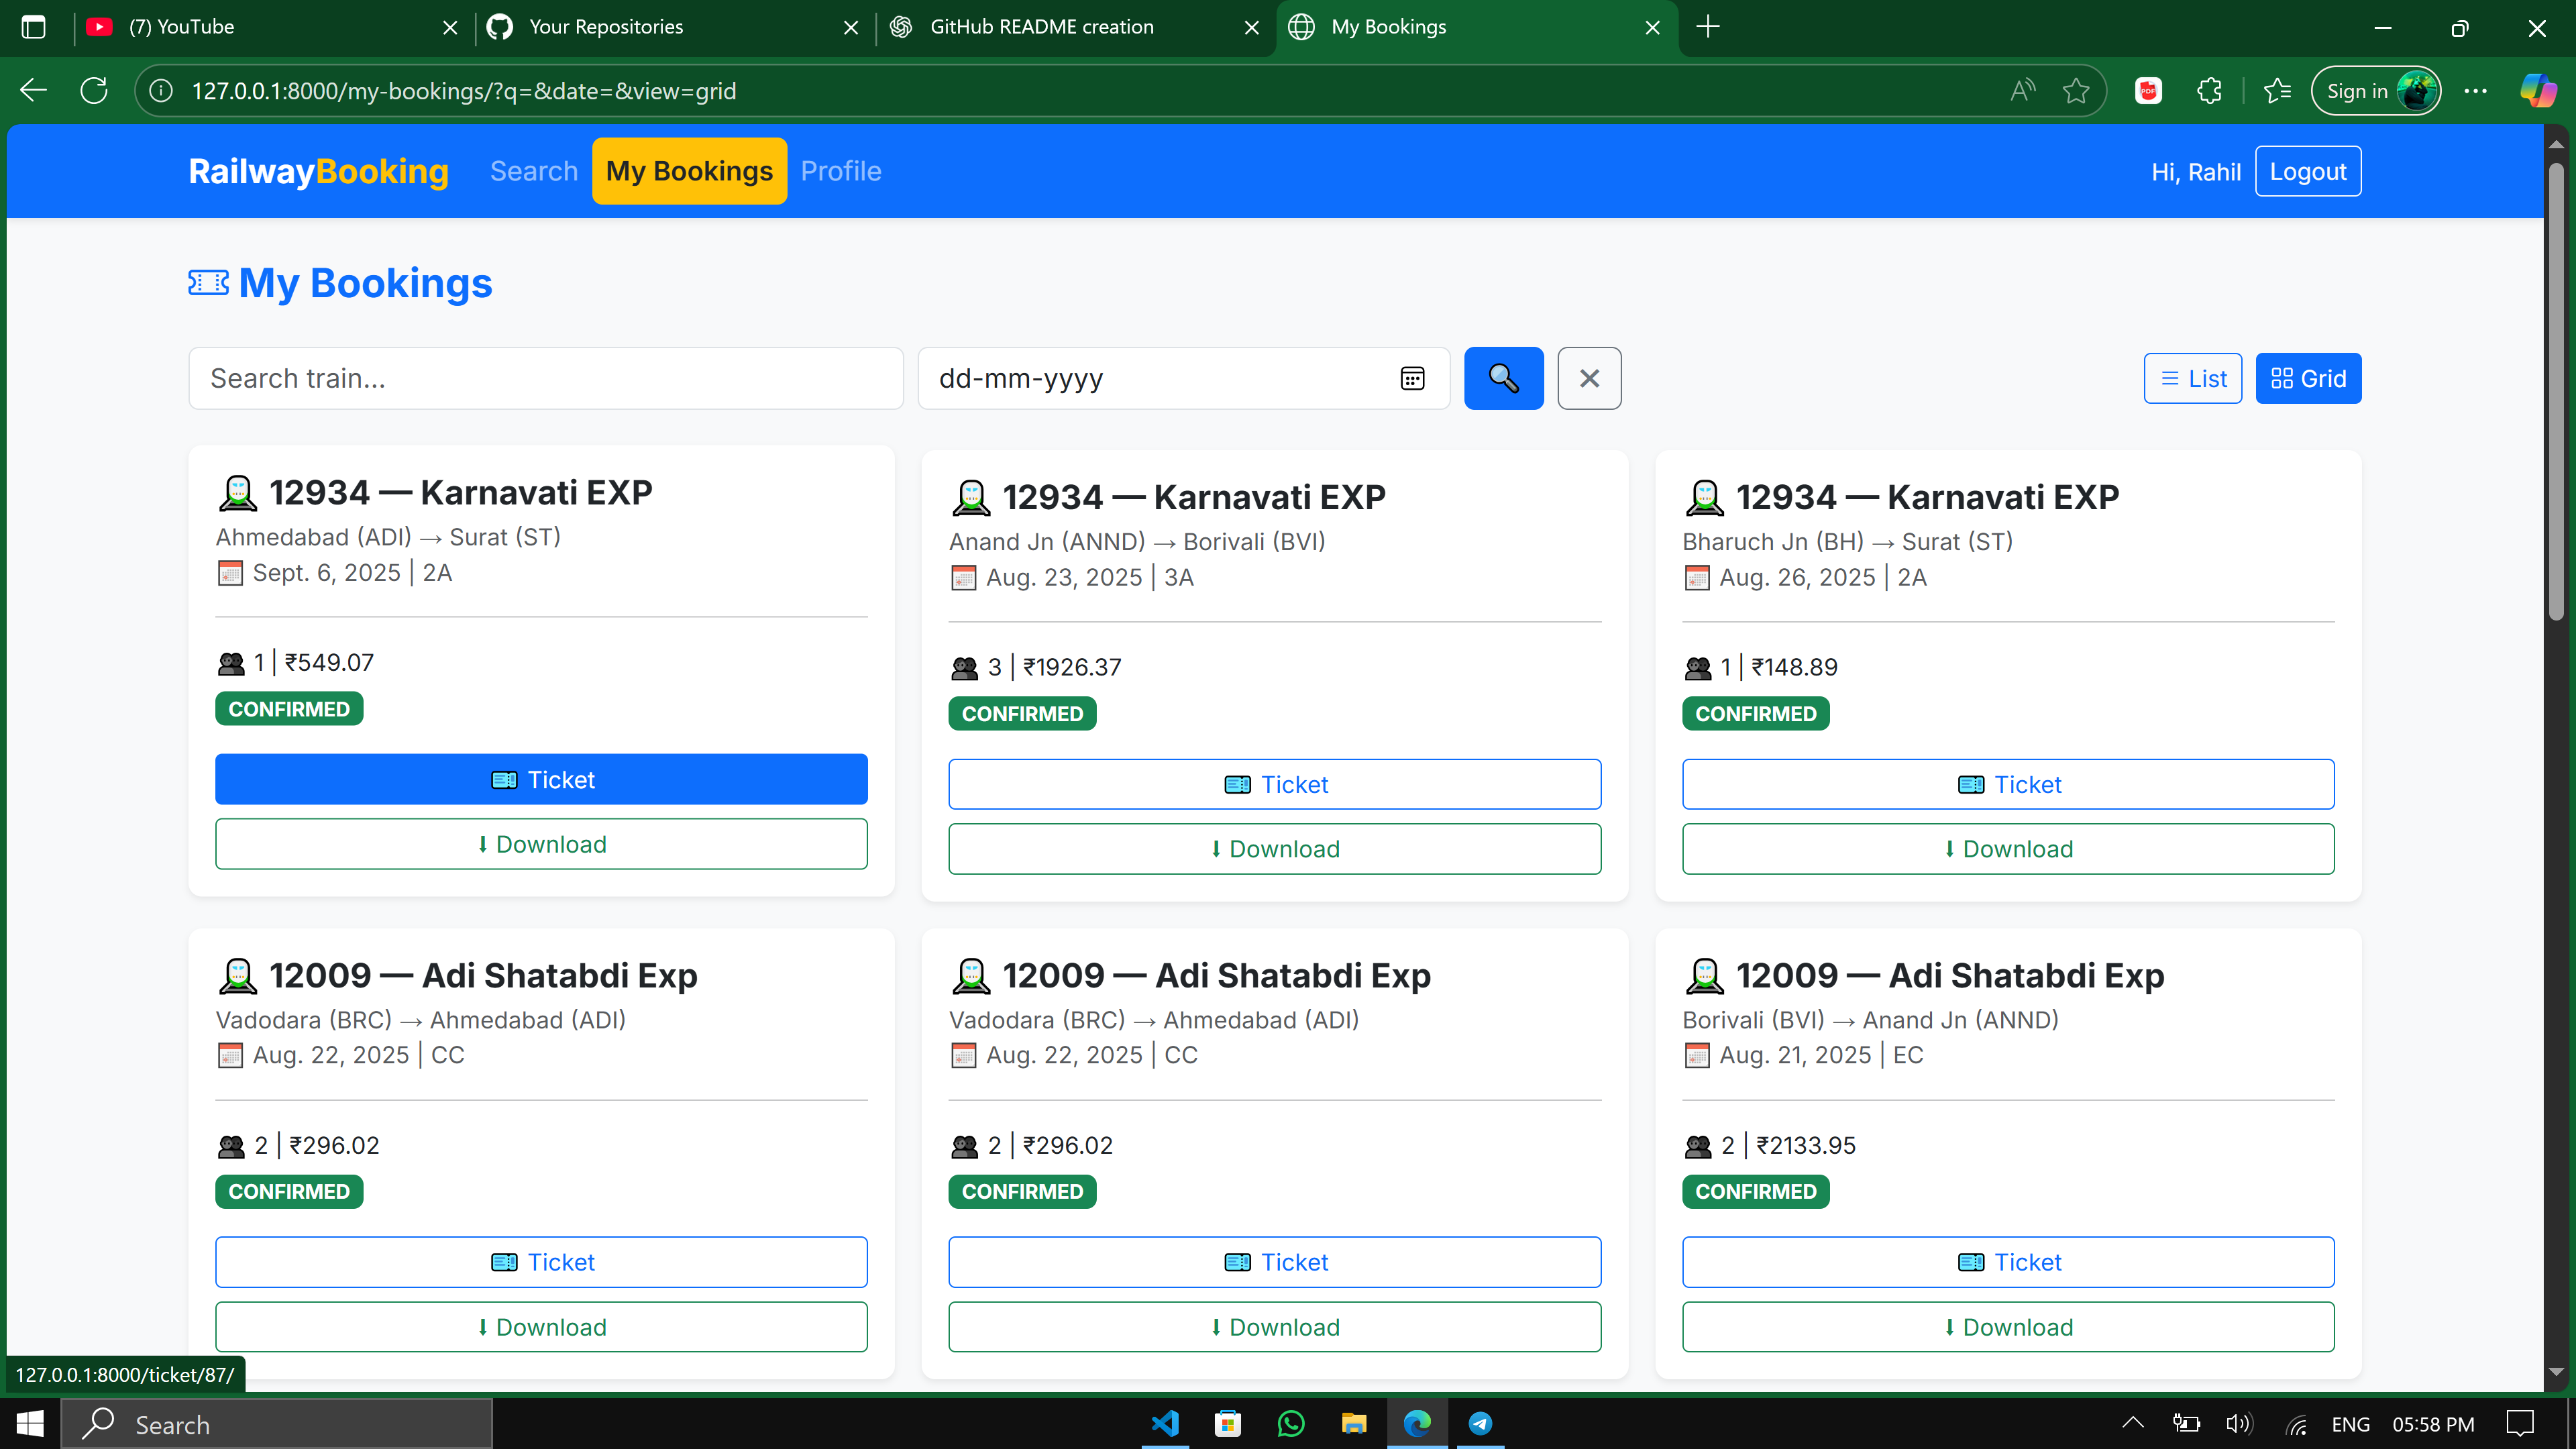 (7) YouTube
Your Repositories
GitHub README creation
My Bookings
127.0.0.1:8000/my-bookings/?q=&date=&view=grid
PDF
Sign in
RailwayBooking
Search
My Bookings
Profile
Hi, Rahil
Logout
My Bookings
Search train...
dd-mm-yyyy
List
Grid
12934 — Karnavati EXP
Ahmedabad (ADI) → Surat (ST)
Sept. 6, 2025 | 2A
1 | ₹549.07
CONFIRMED
Ticket
⬇ Download
12934 — Karnavati EXP
Anand Jn (ANND) → Borivali (BVI)
Aug. 23, 2025 | 3A
3 | ₹1926.37
CONFIRMED
Ticket
⬇ Download
12934 — Karnavati EXP
Bharuch Jn (BH) → Surat (ST)
Aug. 26, 2025 | 2A
1 | ₹148.89
CONFIRMED
Ticket
⬇ Download
12009 — Adi Shatabdi Exp
Vadodara (BRC) → Ahmedabad (ADI)
Aug. 22, 2025 | CC
2 | ₹296.02
CONFIRMED
Ticket
⬇ Download
12009 — Adi Shatabdi Exp
Vadodara (BRC) → Ahmedabad (ADI)
Aug. 22, 2025 | CC
2 | ₹296.02
CONFIRMED
Ticket
⬇ Download
12009 — Adi Shatabdi Exp
Borivali (BVI) → Anand Jn (ANND)
Aug. 21, 2025 | EC
2 | ₹2133.95
CONFIRMED
Ticket
⬇ Download
127.0.0.1:8000/ticket/87/
Search
ENG
05:58 PM